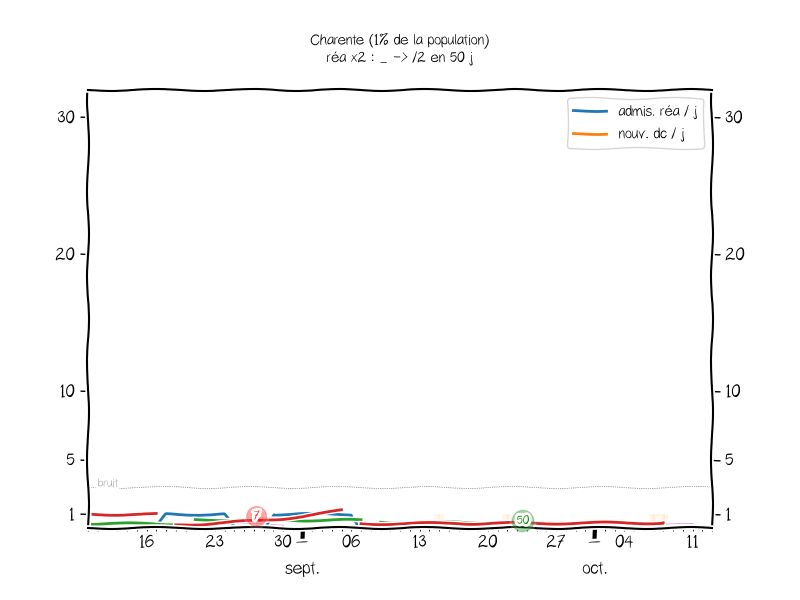 Charente (1% de la population)
réa x2 : _ -> /2 en 50 j
admis. réa / j
nouv. dc / j
30
30
20
20
10
10
5
5
bruit
1
1
7
50
16 23 30 06 13 20 27 04 11
sept. oct.